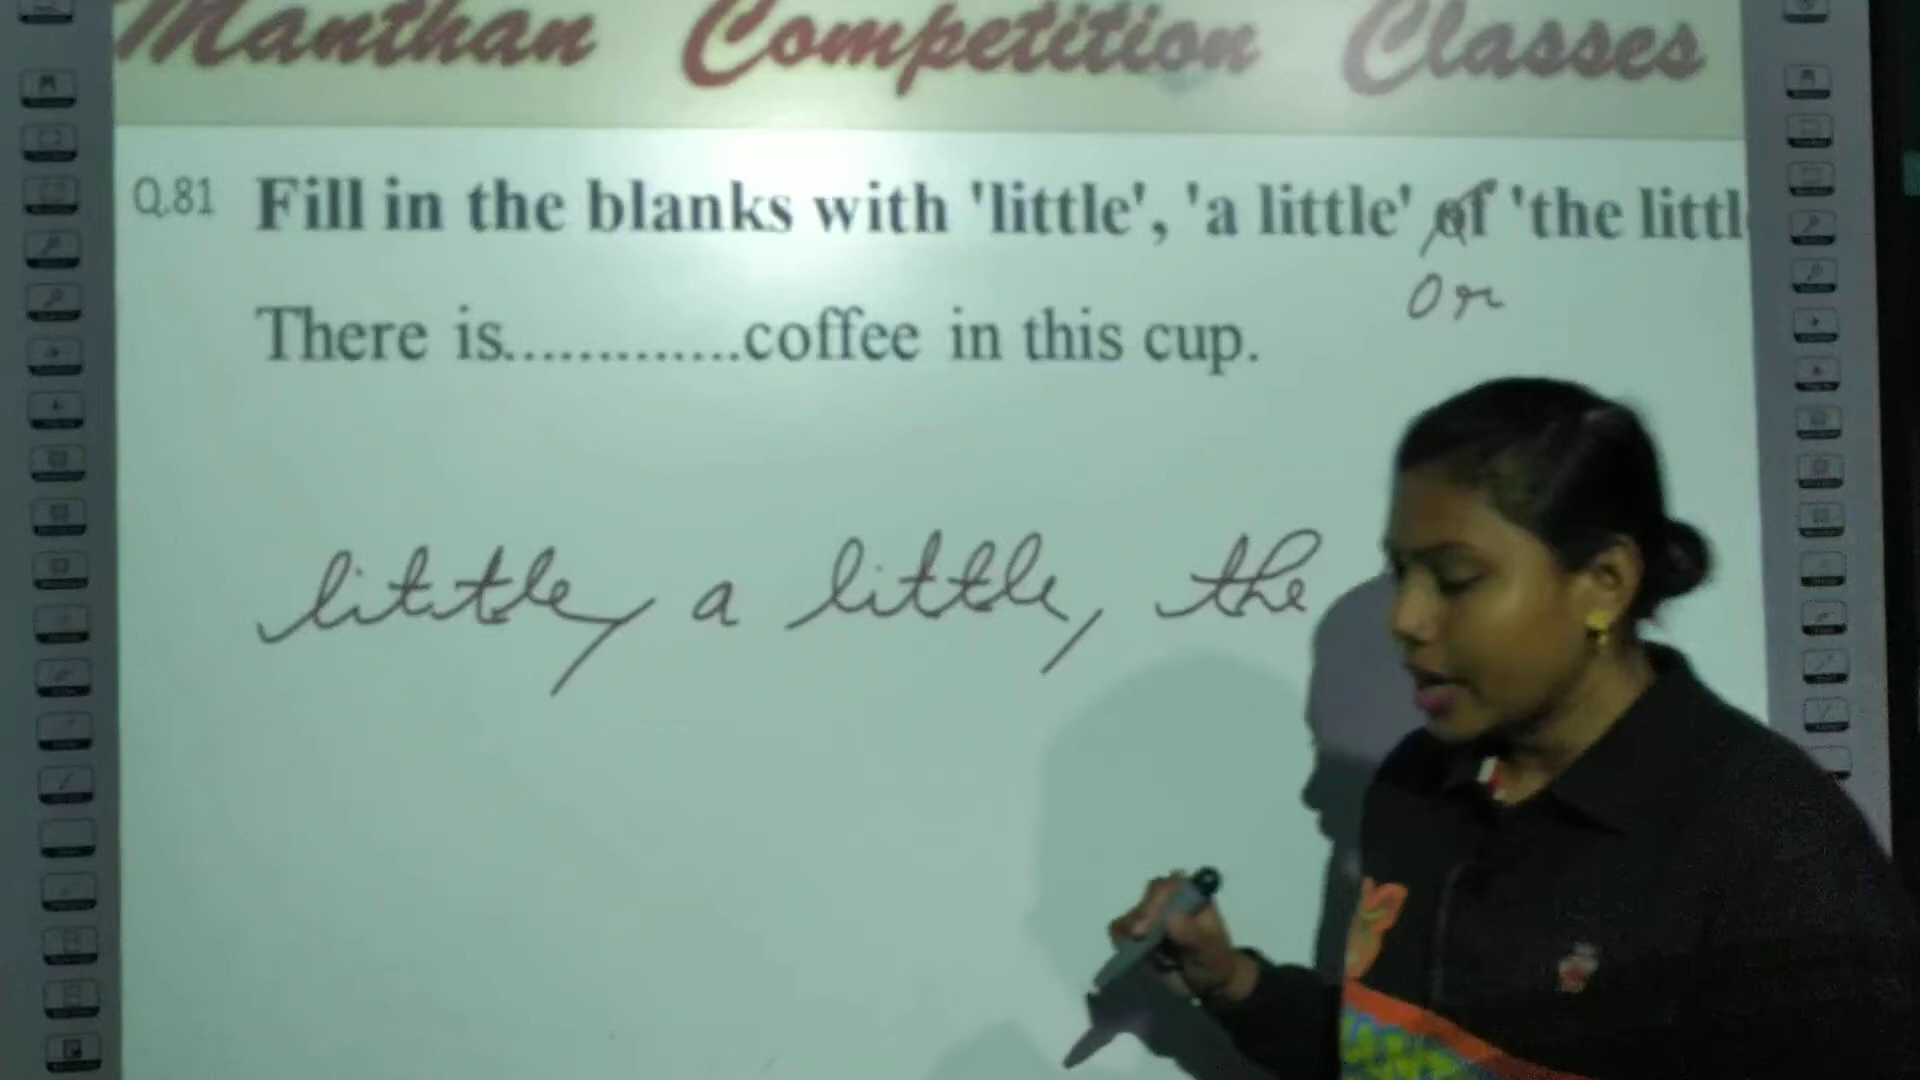 Manthan Competition Classes
Q.81 Fill in the blanks with 'little', 'a little' of 'the littl
or
There is.............coffee in this cup.
little, a little, the